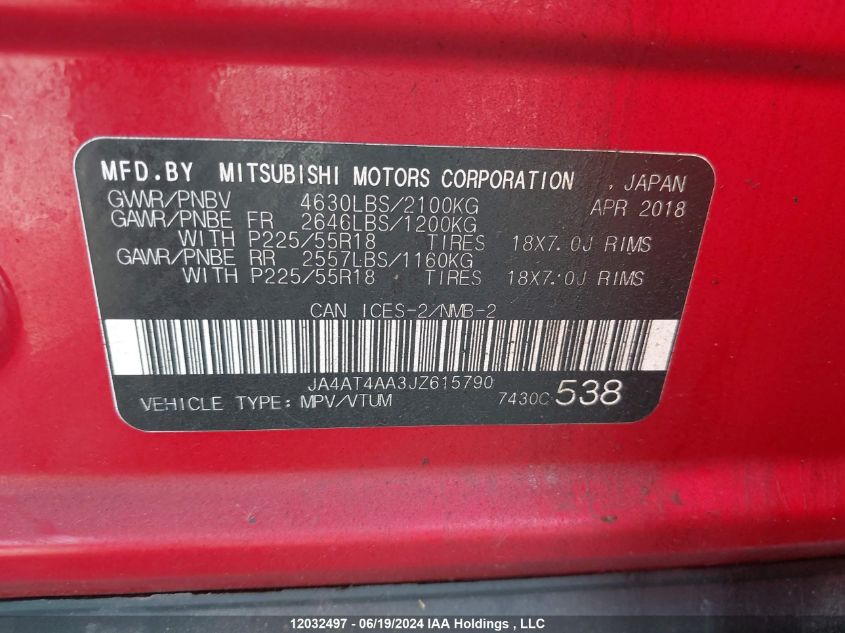 MFD.BY MITSUBISHI MOTORS CORPORATION , JAPAN
GVWR/PNBV 4630LBS/2100KG APR 2018
GAWR/PNBE FR 2646LBS/1200KG
WITH P225/55R18 TIRES 18X7.0J RIMS
GAWR/PNBE RR 2557LBS/1160KG
WITH P225/55R18 TIRES 18X7.0J RIMS
CAN ICES-2/NMB-2
JA4AT4AA3JZ615790
VEHICLE TYPE: MPV/VTUM 7430C 538
12032497 - 06/19/2024 IAA Holdings , LLC